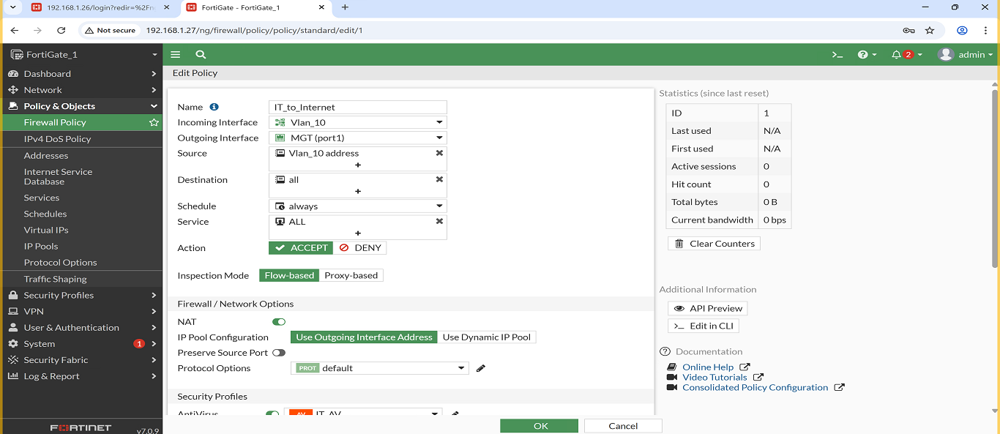 192.168.1.26/login?redir=%2Fn
FortiGate - FortiGate_1
Not secure
192.168.1.27/ng/firewall/policy/policy/standard/edit/1
FortiGate_1
2
admin
Dashboard
Network
Policy & Objects
Firewall Policy
IPv4 DoS Policy
Addresses
Internet Service
Database
Services
Schedules
Virtual IPs
IP Pools
Protocol Options
Traffic Shaping
Security Profiles
VPN
User & Authentication
System 1
Security Fabric
Log & Report
FORTINET
v7.0.9
Edit Policy
Name IT_to_Internet
Incoming Interface Vlan_10
Outgoing Interface MGT (port1)
Source Vlan_10 address
+
Destination all
+
Schedule always
Service ALL
+
Action ACCEPT DENY
Inspection Mode Flow-based Proxy-based
Firewall / Network Options
NAT
IP Pool Configuration Use Outgoing Interface Address Use Dynamic IP Pool
Preserve Source Port
Protocol Options PROT default
Security Profiles
AntiVirus AV IT_AV
OK Cancel
Statistics (since last reset)
ID 1
Last used N/A
First used N/A
Active sessions 0
Hit count 0
Total bytes 0 B
Current bandwidth 0 bps
Clear Counters
Additional Information
API Preview
>_ Edit in CLI
Documentation
Online Help
Video Tutorials
Consolidated Policy Configuration